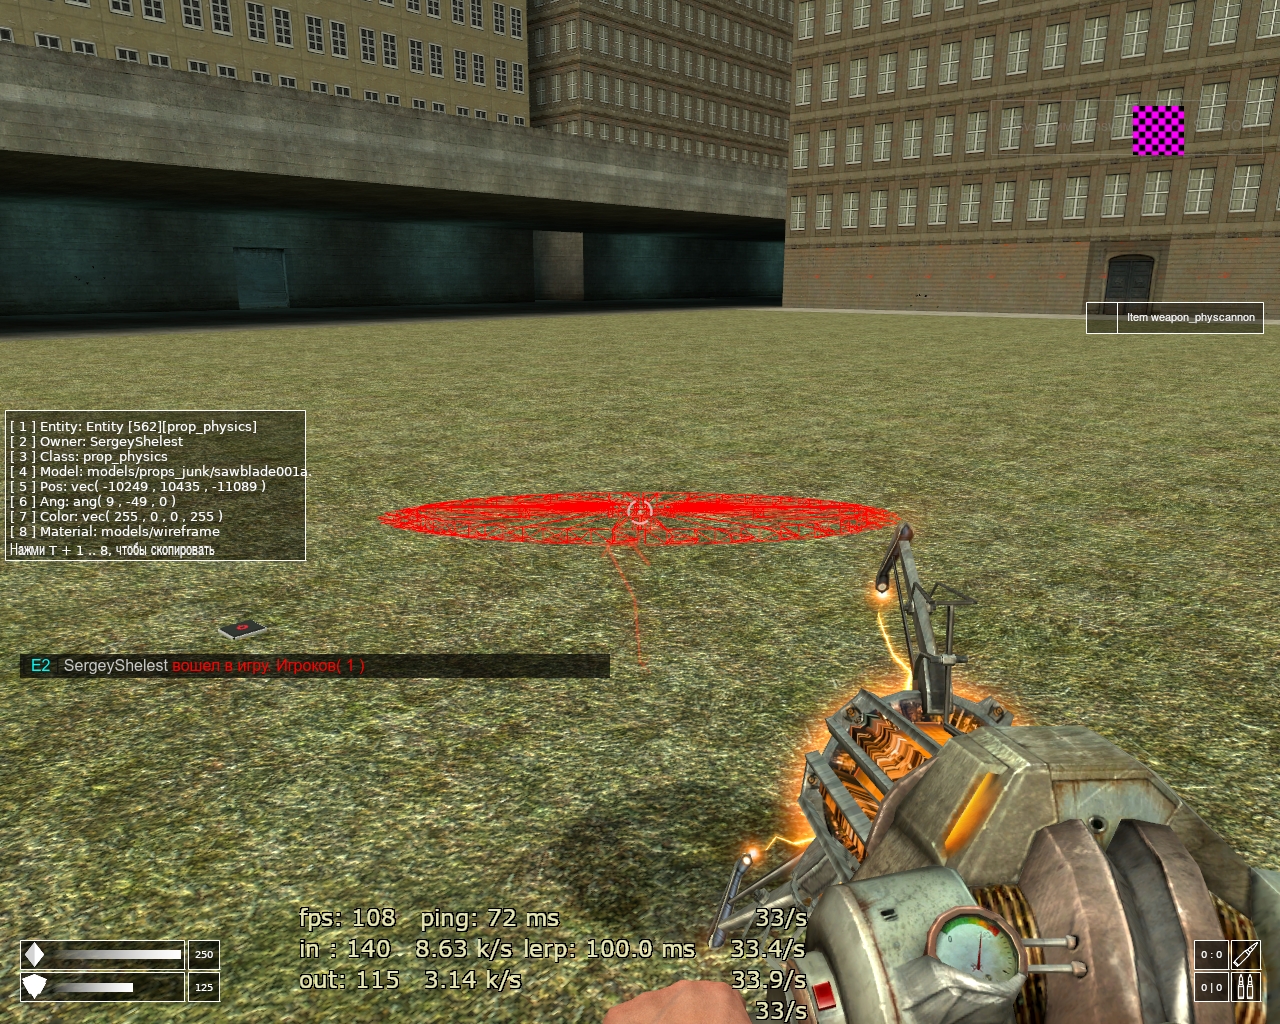 Item weapon_physcannon
[ 1 ] Entity: Entity [562][prop_physics]
[ 2 ] Owner: SergeyShelest
[ 3 ] Class: prop_physics
[ 4 ] Model: models/props_junk/sawblade001a.
[ 5 ] Pos: vec( -10249 , 10435 , -11089 )
[ 6 ] Ang: ang( 9 , -49 , 0 )
[ 7 ] Color: vec( 255 , 0 , 0 , 255 )
[ 8 ] Material: models/wireframe
Нажми T + 1 .. 8, чтобы скопировать
E2 SergeyShelest вошел в игру. Игроков( 1 )
fps: 108 ping: 72 ms 33/s
in : 140 8.63 k/s lerp: 100.0 ms 33.4/s
out: 115 3.14 k/s 33.9/s
33/s
250
125
0 : 0
0 | 0